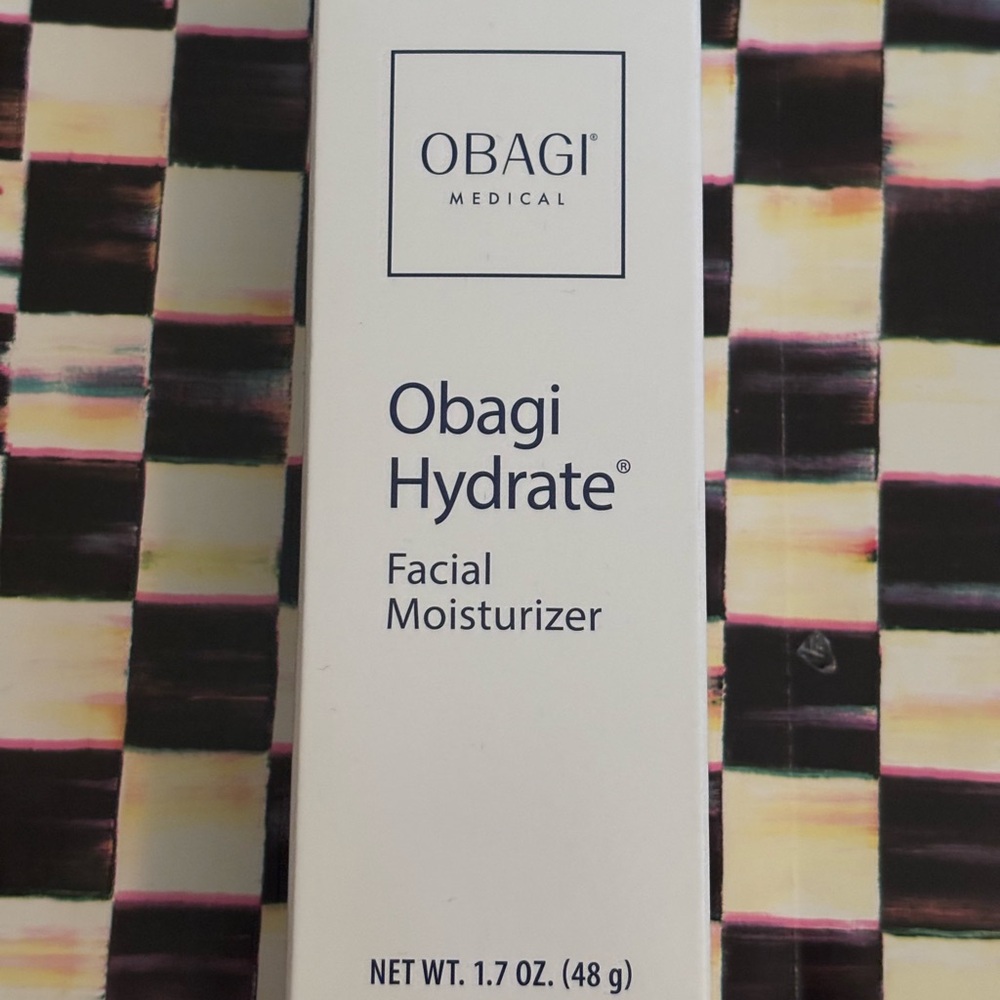 OBAGI®
MEDICAL
Obagi
Hydrate®
Facial
Moisturizer
NET WT. 1.7 OZ. (48 g)